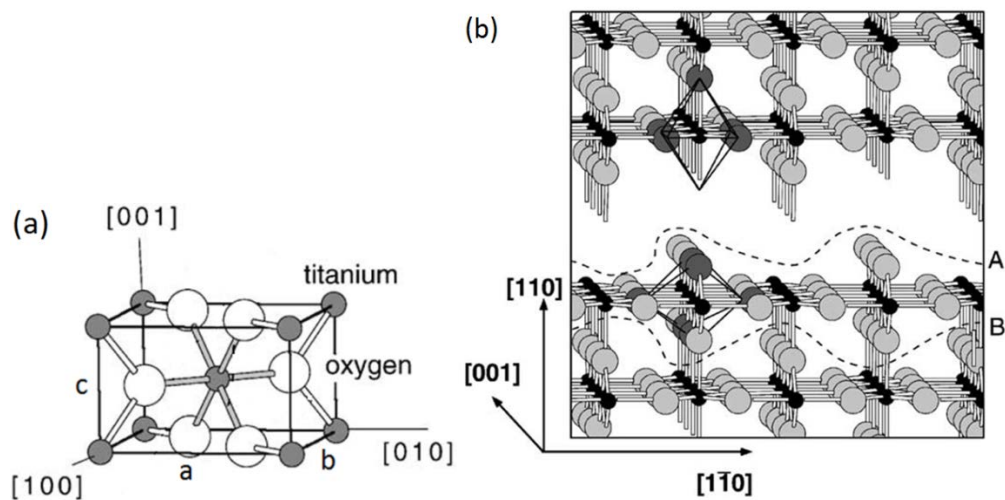 (a)
[001]
titanium
oxygen
c
a
b
[100]
[010]
(b)
A
[110]
B
[001]
[11̅0]